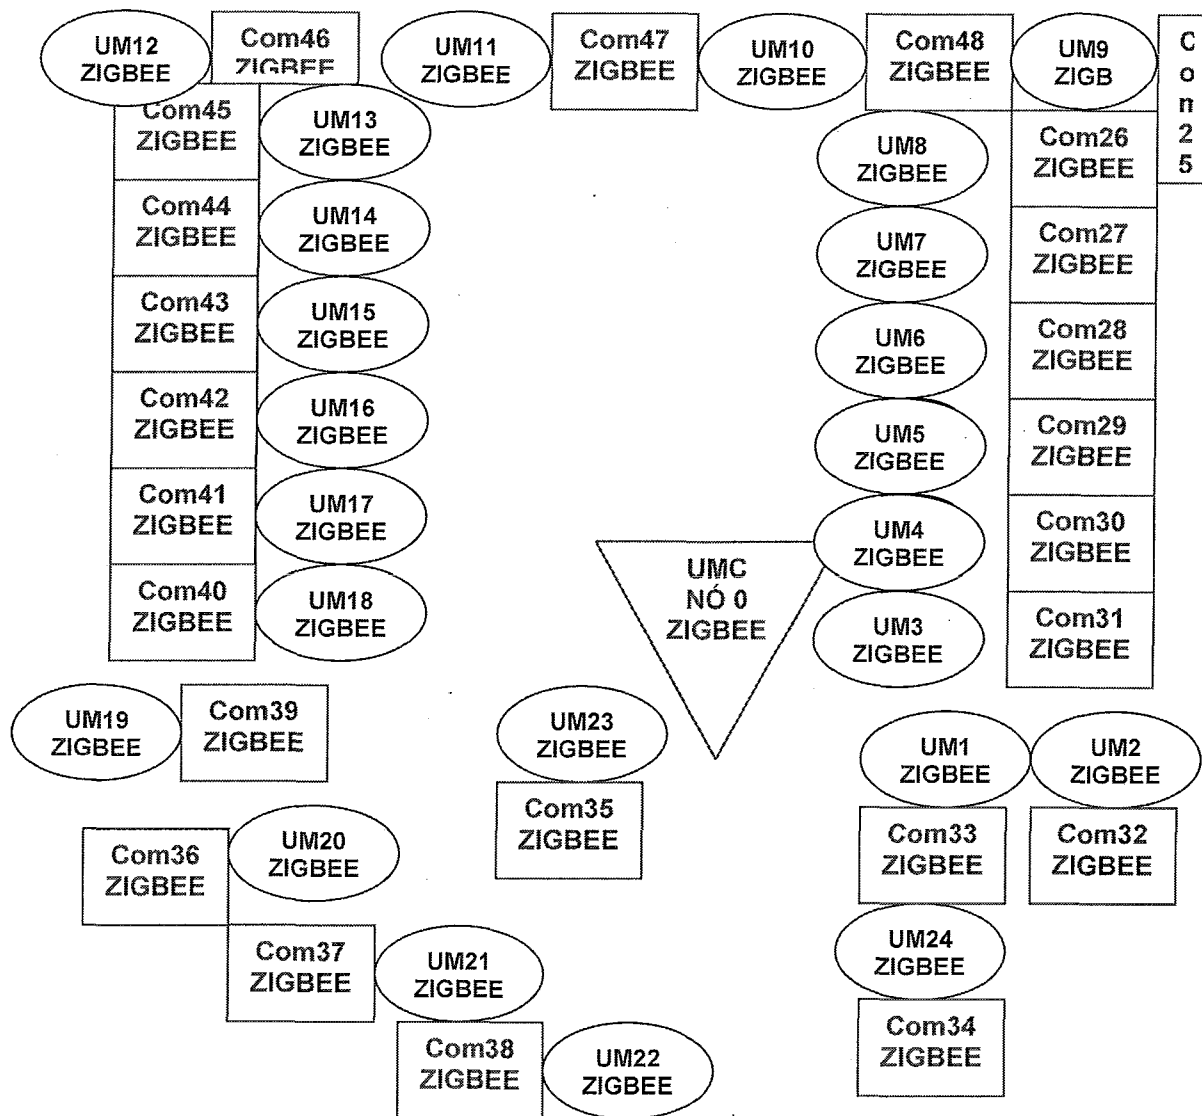 UM12
ZIGBEE
Com46
ZIGBEE
UM11
ZIGBEE
Com47
ZIGBEE
UM10
ZIGBEE
Com48
ZIGBEE
UM9
ZIGB
C
o
n
2
5
Com45
ZIGBEE
UM13
ZIGBEE
UM8
ZIGBEE
Com26
ZIGBEE
Com44
ZIGBEE
UM14
ZIGBEE
UM7
ZIGBEE
Com27
ZIGBEE
Com43
ZIGBEE
UM15
ZIGBEE
UM6
ZIGBEE
Com28
ZIGBEE
Com42
ZIGBEE
UM16
ZIGBEE
UM5
ZIGBEE
Com29
ZIGBEE
Com41
ZIGBEE
UM17
ZIGBEE
UM4
ZIGBEE
Com30
ZIGBEE
UMC
NÓ 0
ZIGBEE
Com40
ZIGBEE
UM18
ZIGBEE
UM3
ZIGBEE
Com31
ZIGBEE
UM19
ZIGBEE
Com39
ZIGBEE
UM23
ZIGBEE
UM1
ZIGBEE
UM2
ZIGBEE
Com35
ZIGBEE
Com33
ZIGBEE
Com32
ZIGBEE
Com36
ZIGBEE
UM20
ZIGBEE
Com37
ZIGBEE
UM21
ZIGBEE
UM24
ZIGBEE
Com38
ZIGBEE
UM22
ZIGBEE
Com34
ZIGBEE